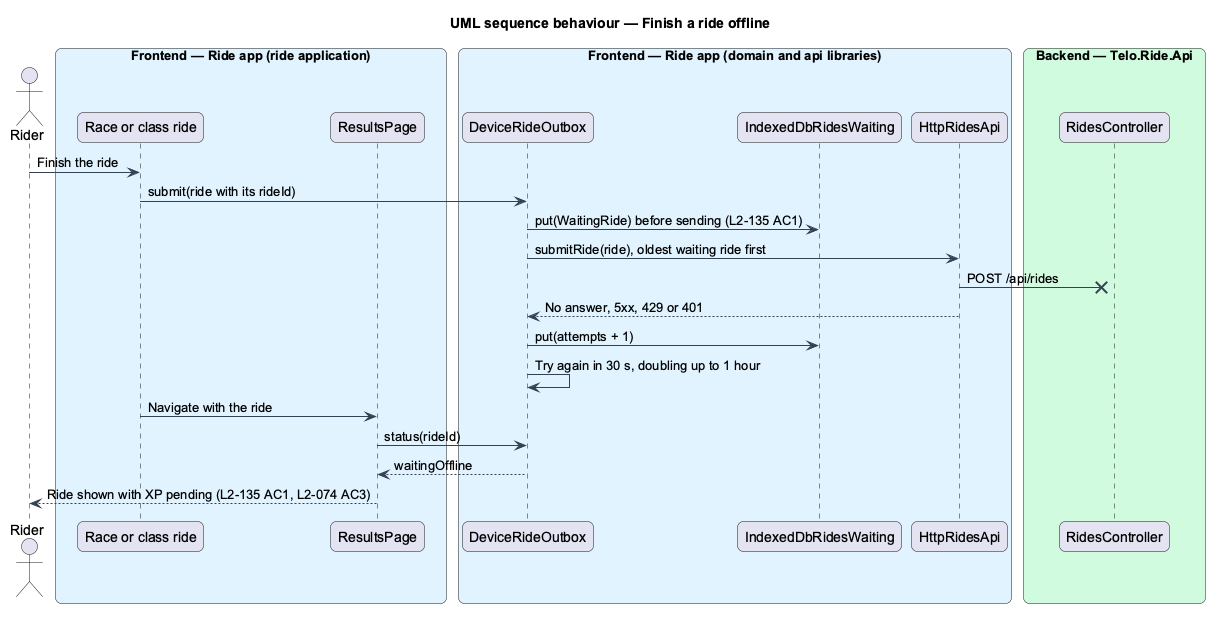 UML sequence behaviour — Finish a ride offline
Frontend — Ride app (ride application)
Frontend — Ride app (domain and api libraries)
Backend — Telo.Ride.Api
Rider
Race or class ride
ResultsPage
DeviceRideOutbox
IndexedDbRidesWaiting
HttpRidesApi
RidesController
Finish the ride
submit(ride with its rideId)
put(WaitingRide) before sending (L2-135 AC1)
submitRide(ride), oldest waiting ride first
POST /api/rides
No answer, 5xx, 429 or 401
put(attempts + 1)
Try again in 30 s, doubling up to 1 hour
Navigate with the ride
status(rideId)
waitingOffline
Ride shown with XP pending (L2-135 AC1, L2-074 AC3)
Rider
Race or class ride
ResultsPage
DeviceRideOutbox
IndexedDbRidesWaiting
HttpRidesApi
RidesController